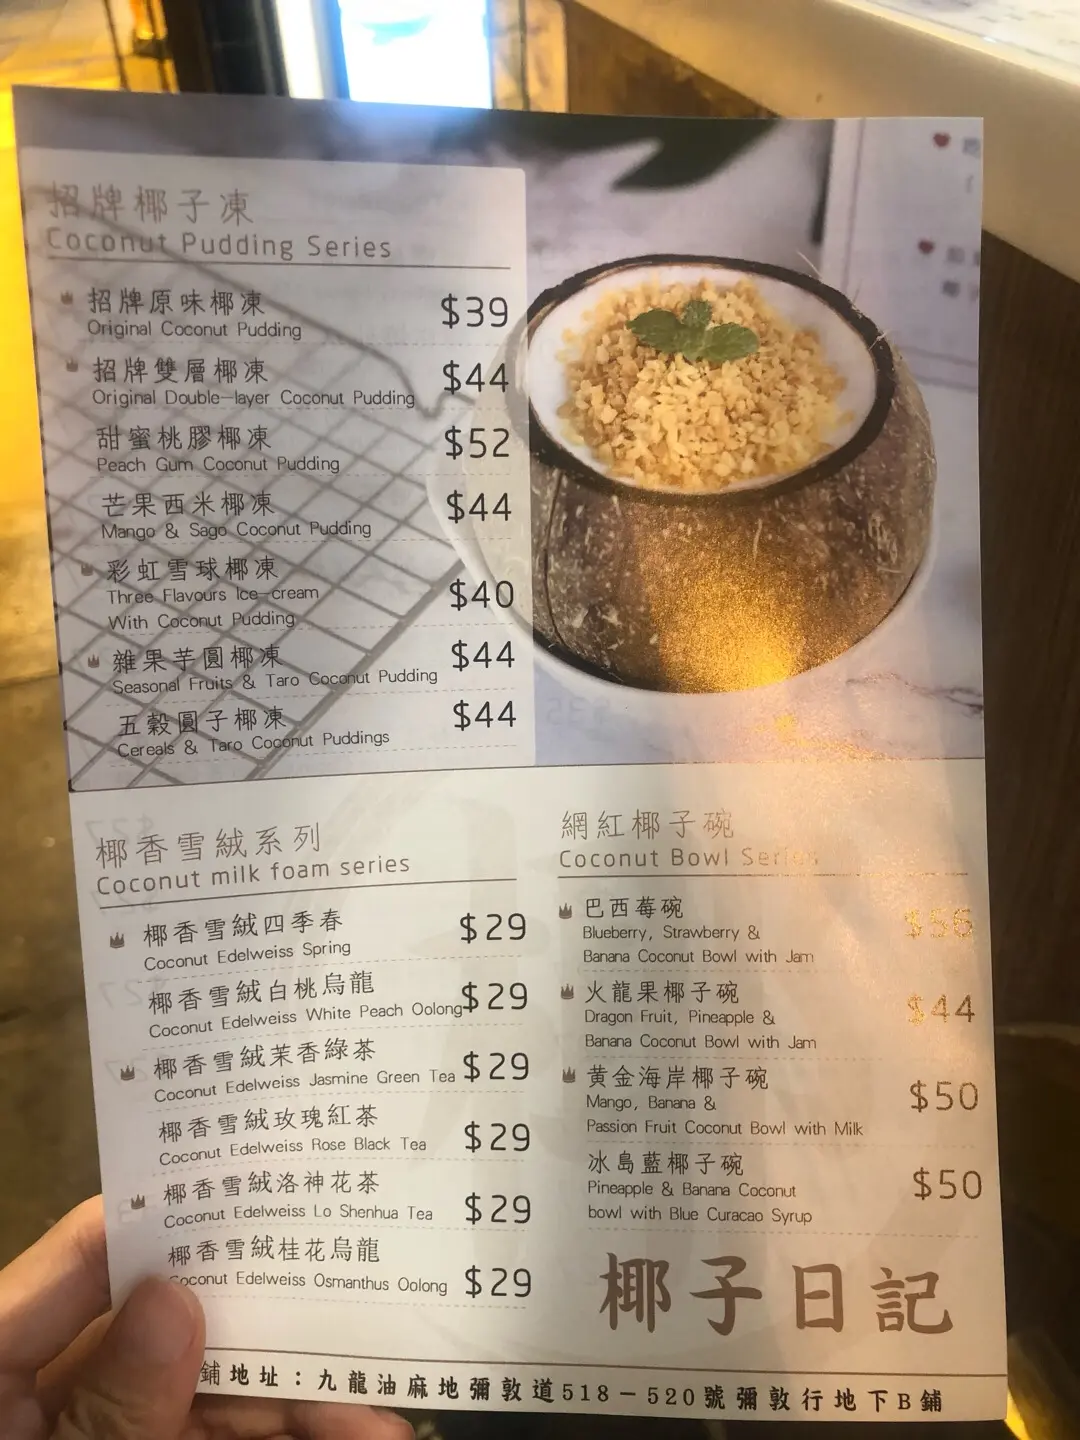 招牌椰子凍
Coconut Pudding Series
招牌原味椰凍
Original Coconut Pudding
$39
招牌雙層椰凍
Original Double-layer Coconut Pudding
$44
甜蜜桃膠椰凍
Peach Gum Coconut Pudding
$52
芒果西米椰凍
Mango & Sago Coconut Pudding
$44
彩虹雪球椰凍
Three Flavours Ice-cream
With Coconut Pudding
$40
雜果芋圓椰凍
Seasonal Fruits & Taro Coconut Pudding
$44
五穀圓子椰凍
Cereals & Taro Coconut Puddings
$44
椰香雪絨系列
Coconut milk foam series
椰香雪絨四季春
Coconut Edelweiss Spring
$29
椰香雪絨白桃烏龍
Coconut Edelweiss White Peach Oolong
$29
椰香雪絨茉香綠茶
Coconut Edelweiss Jasmine Green Tea
$29
椰香雪絨玫瑰紅茶
Coconut Edelweiss Rose Black Tea
$29
椰香雪絨洛神花茶
Coconut Edelweiss Lo Shenhua Tea
$29
椰香雪絨桂花烏龍
Coconut Edelweiss Osmanthus Oolong
$29
網紅椰子碗
Coconut Bowl Series
巴西莓碗
Blueberry, Strawberry &
Banana Coconut Bowl with Jam
$56
火龍果椰子碗
Dragon Fruit, Pineapple &
Banana Coconut Bowl with Jam
$44
黄金海岸椰子碗
Mango, Banana &
Passion Fruit Coconut Bowl with Milk
$50
冰島藍椰子碗
Pineapple & Banana Coconut
bowl with Blue Curacao Syrup
$50
椰子日記
鋪地址：九龍油麻地彌敦道518-520號彌敦行地下B鋪